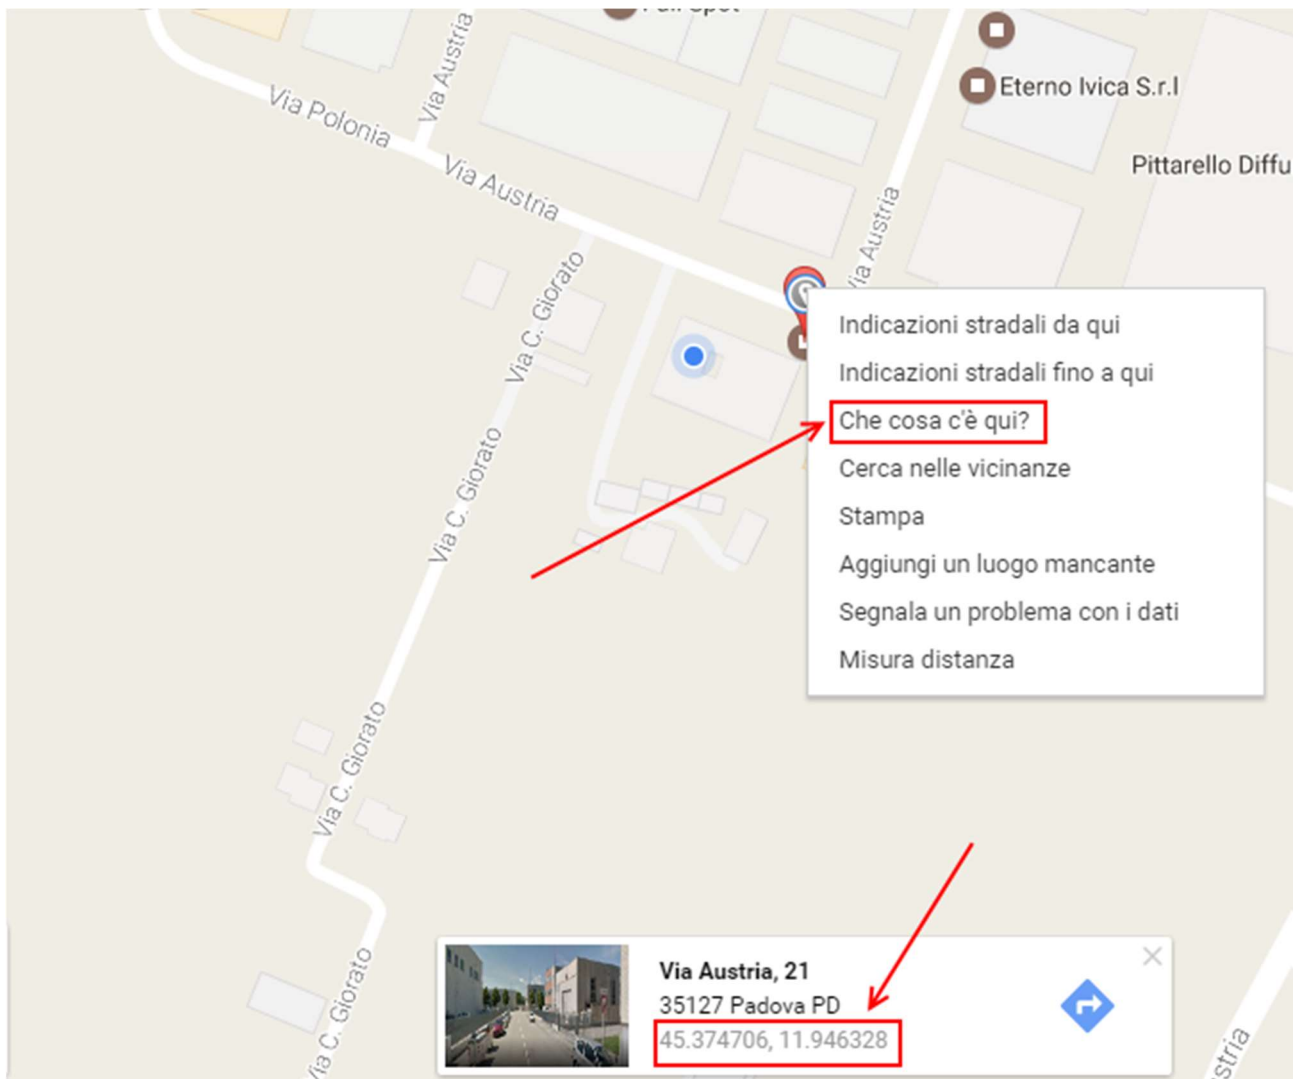 Via Austria
Via Polonia
Via Austria
Eterno Ivica S.r.l
Pittarello Diffu
Via Austria
Via C. Giorato
Indicazioni stradali da qui
Indicazioni stradali fino a qui
Che cosa c'è qui?
Cerca nelle vicinanze
Stampa
Aggiungi un luogo mancante
Segnala un problema con i dati
Misura distanza
Via C. Giorato
Via C. Giorato
Via C. Giorato
Via Austria, 21
35127 Padova PD
45.374706, 11.946328
stria